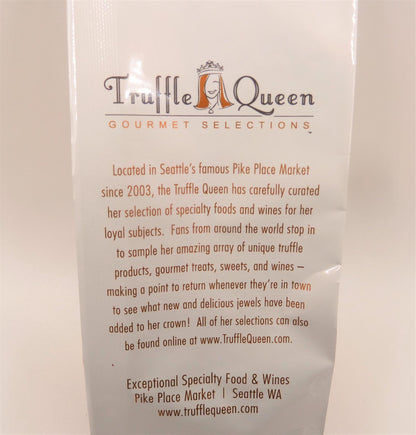 Truffle Queen
GOURMET SELECTIONS™
Located in Seattle's famous Pike Place Market
since 2003, the Truffle Queen has carefully curated
her selection of specialty foods and wines for her
loyal subjects. Fans from around the world stop in
to sample her amazing array of unique truffle
products, gourmet treats, sweets, and wines –
making a point to return whenever they're in town
to see what new and delicious jewels have been
added to her crown! All of her selections can also
be found online at www.TruffleQueen.com.
Exceptional Specialty Food & Wines
Pike Place Market | Seattle WA
www.trufflequeen.com